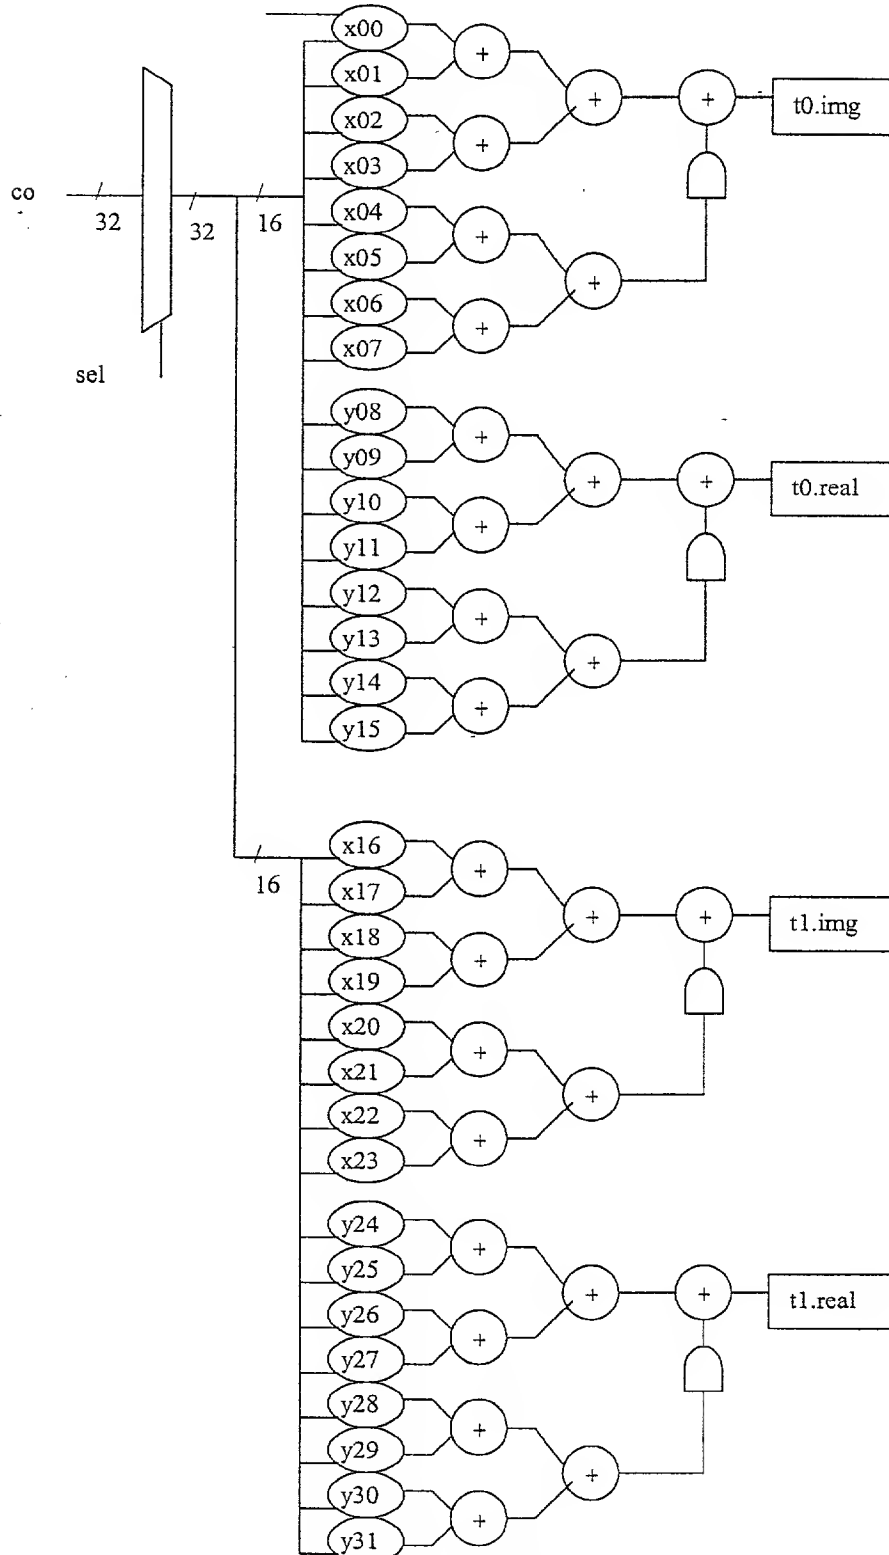 x00
+
x01
+
+
t0.img
x02
+
x03
co
32
32
16
x04
+
x05
+
x06
+
x07
sel
y08
+
y09
+
+
t0.real
y10
+
y11
y12
+
y13
+
y14
+
y15
x16
+
16
x17
+
+
t1.img
x18
+
x19
x20
+
x21
+
x22
+
x23
y24
+
y25
+
+
t1.real
y26
+
y27
y28
+
y29
+
y30
+
y31